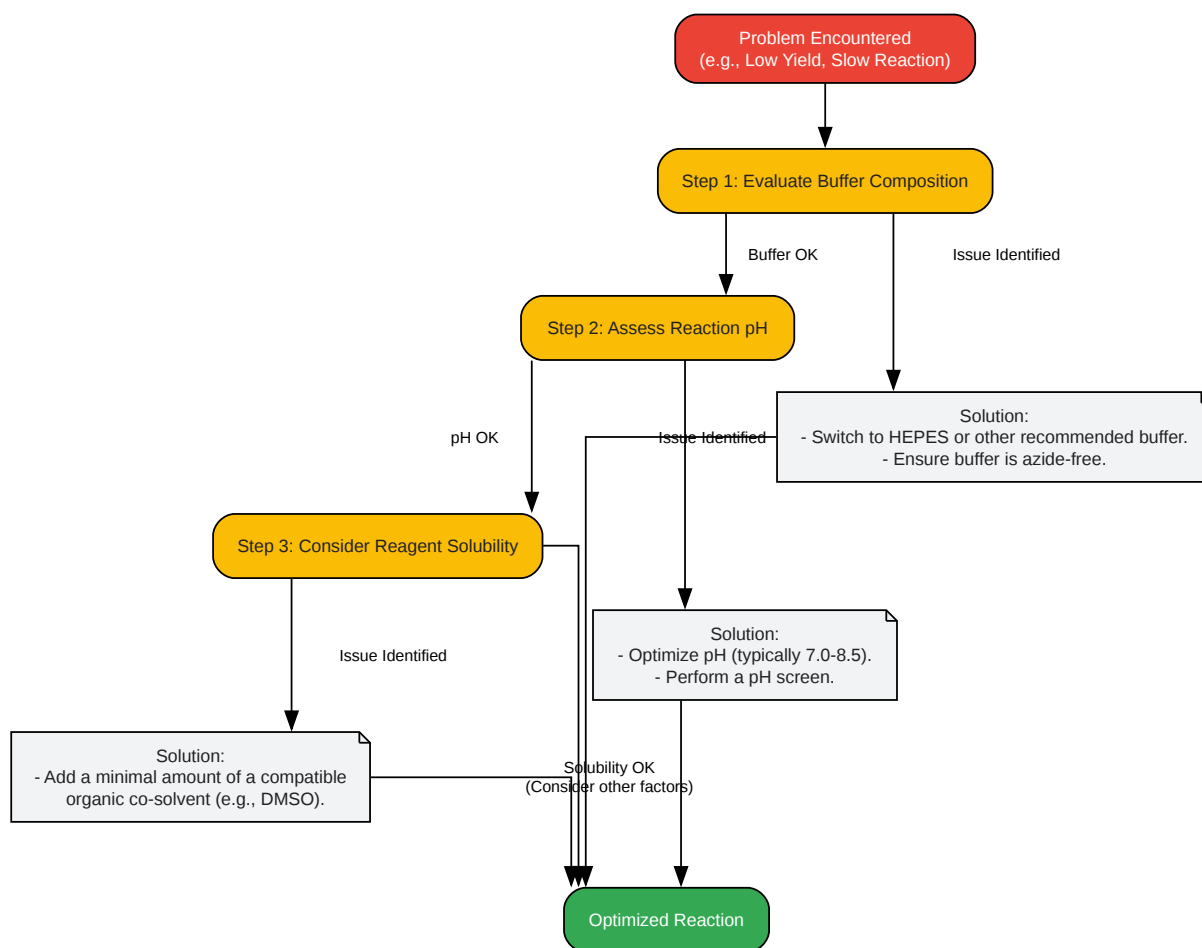 Problem Encountered
(e.g., Low Yield, Slow Reaction)
Step 1: Evaluate Buffer Composition
Buffer OK
Issue Identified
Step 2: Assess Reaction pH
Solution:
- Switch to HEPES or other recommended buffer.
- Ensure buffer is azide-free.
pH OK
Issue Identified
Step 3: Consider Reagent Solubility
Solution:
- Optimize pH (typically 7.0-8.5).
- Perform a pH screen.
Issue Identified
Solution:
- Add a minimal amount of a compatible
organic co-solvent (e.g., DMSO).
Solubility OK
(Consider other factors)
Optimized Reaction